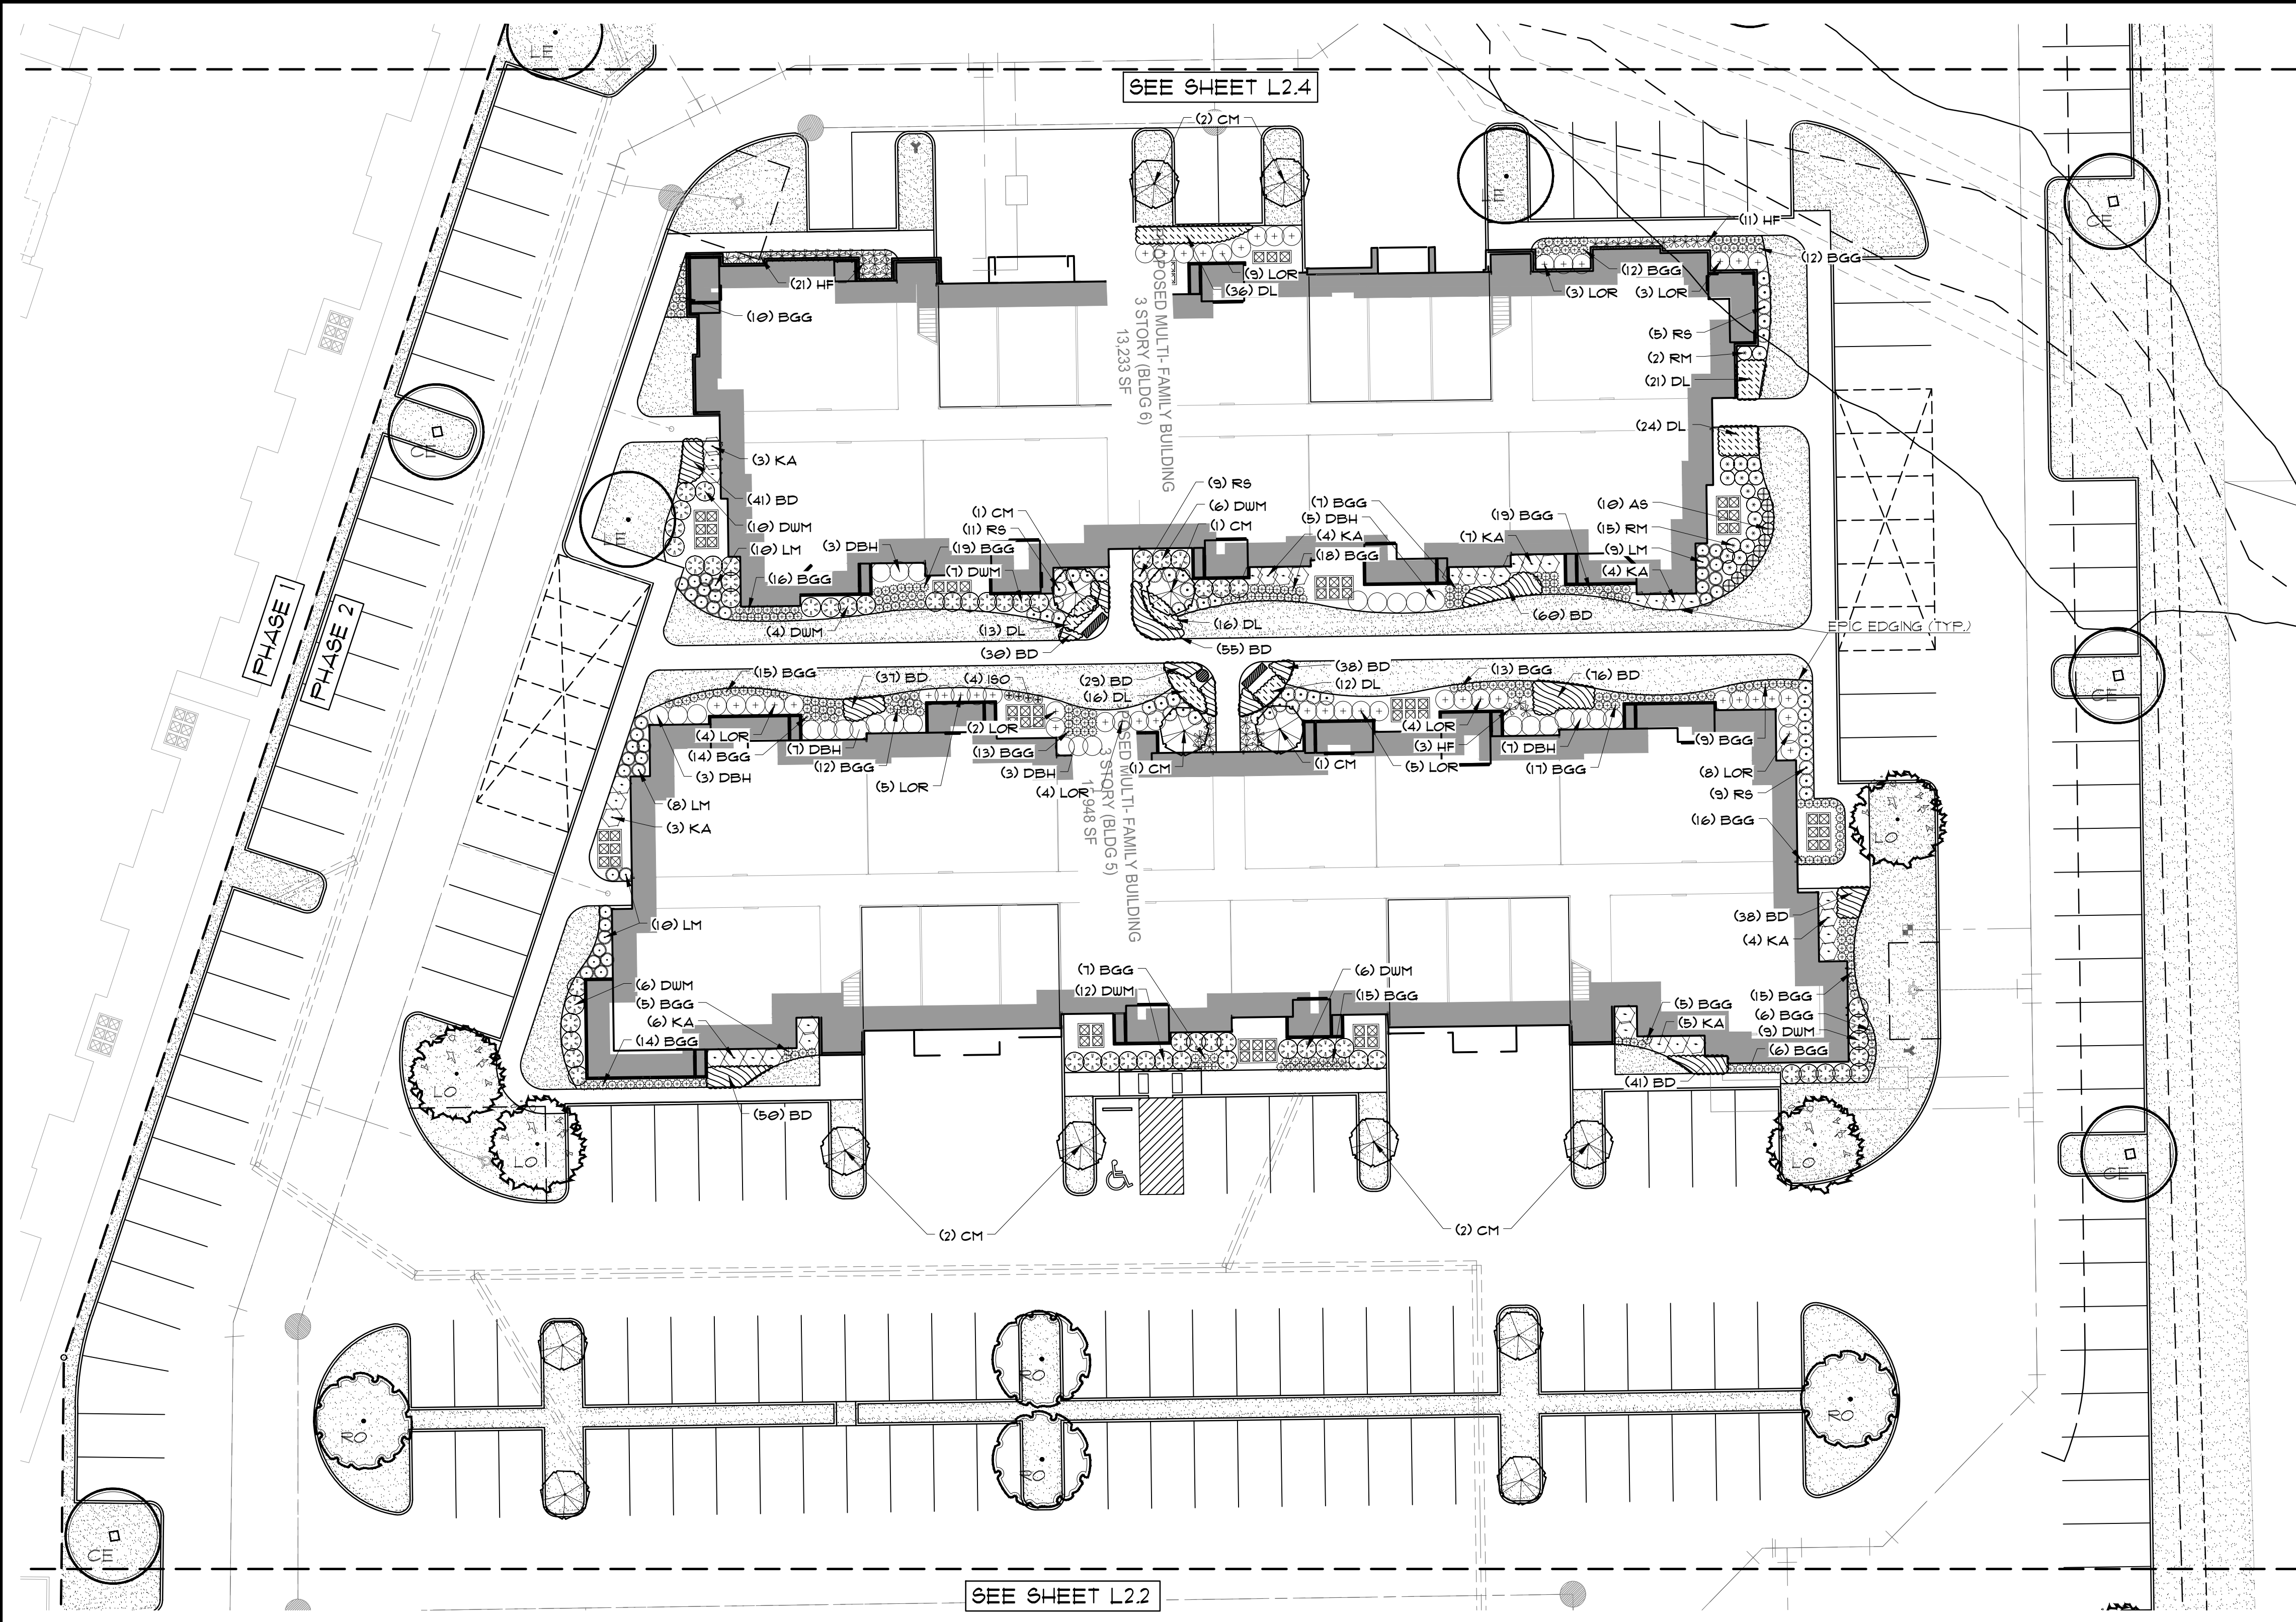 LE
SEE SHEET L2.4
(2) CM
LE
CE
(11) HF
(12) BGG
(21) HF
(9) LOR
(36) DL
(12) BGG
(3) LOR
(3) LOR
(10) BGG
PROPOSED MULTI-FAMILY BUILDING
3 STORY (BLDG 6)
13,233 SF
(5) RS
(2) RM
(21) DL
(24) DL
CE
(3) KA
(41) BD
(10) DWM
LE
(9) RS
(6) DWM
(1) CM
(1) CM
(11) RS
(7) BGG
(5) DBH
(4) KA
(18) BGG
(19) BGG
(7) KA
(10) AS
(15) RM
(9) LM
(4) KA
(10) LM
(3) DBH
(19) BGG
(7) DWM
(16) BGG
(4) DWM
(13) DL
(30) BD
(16) DL
(55) BD
(60) BD
EPIC EDGING (TYP.)
PHASE 1
PHASE 2
(15) BGG
(37) BD
(4) ISO
(29) BD
(16) DL
(38) BD
(12) DL
(13) BGG
(76) BD
CE
(4) LOR
(14) BGG
(3) DBH
(7) DBH
(12) BGG
(5) LOR
(2) LOR
(13) BGG
(3) DBH
(4) LOR
(1) CM
(1) CM
(5) LOR
(4) LOR
(3) HF
(7) DBH
(17) BGG
(9) BGG
(8) LOR
(9) RS
(16) BGG
(8) LM
(3) KA
POSED MULTI-FAMILY BUILDING
3 STORY (BLDG 5)
948 SF
LO
(10) LM
(38) BD
(4) KA
(6) DWM
(5) BGG
(6) KA
(14) BGG
(7) BGG
(12) DWM
(6) DWM
(15) BGG
(5) BGG
(5) KA
(15) BGG
(6) BGG
(9) DWM
(6) BGG
(41) BD
(50) BD
LO
LO
LO
CE
(2) CM
(2) CM
RO
RO
RO
RO
CE
SEE SHEET L2.2